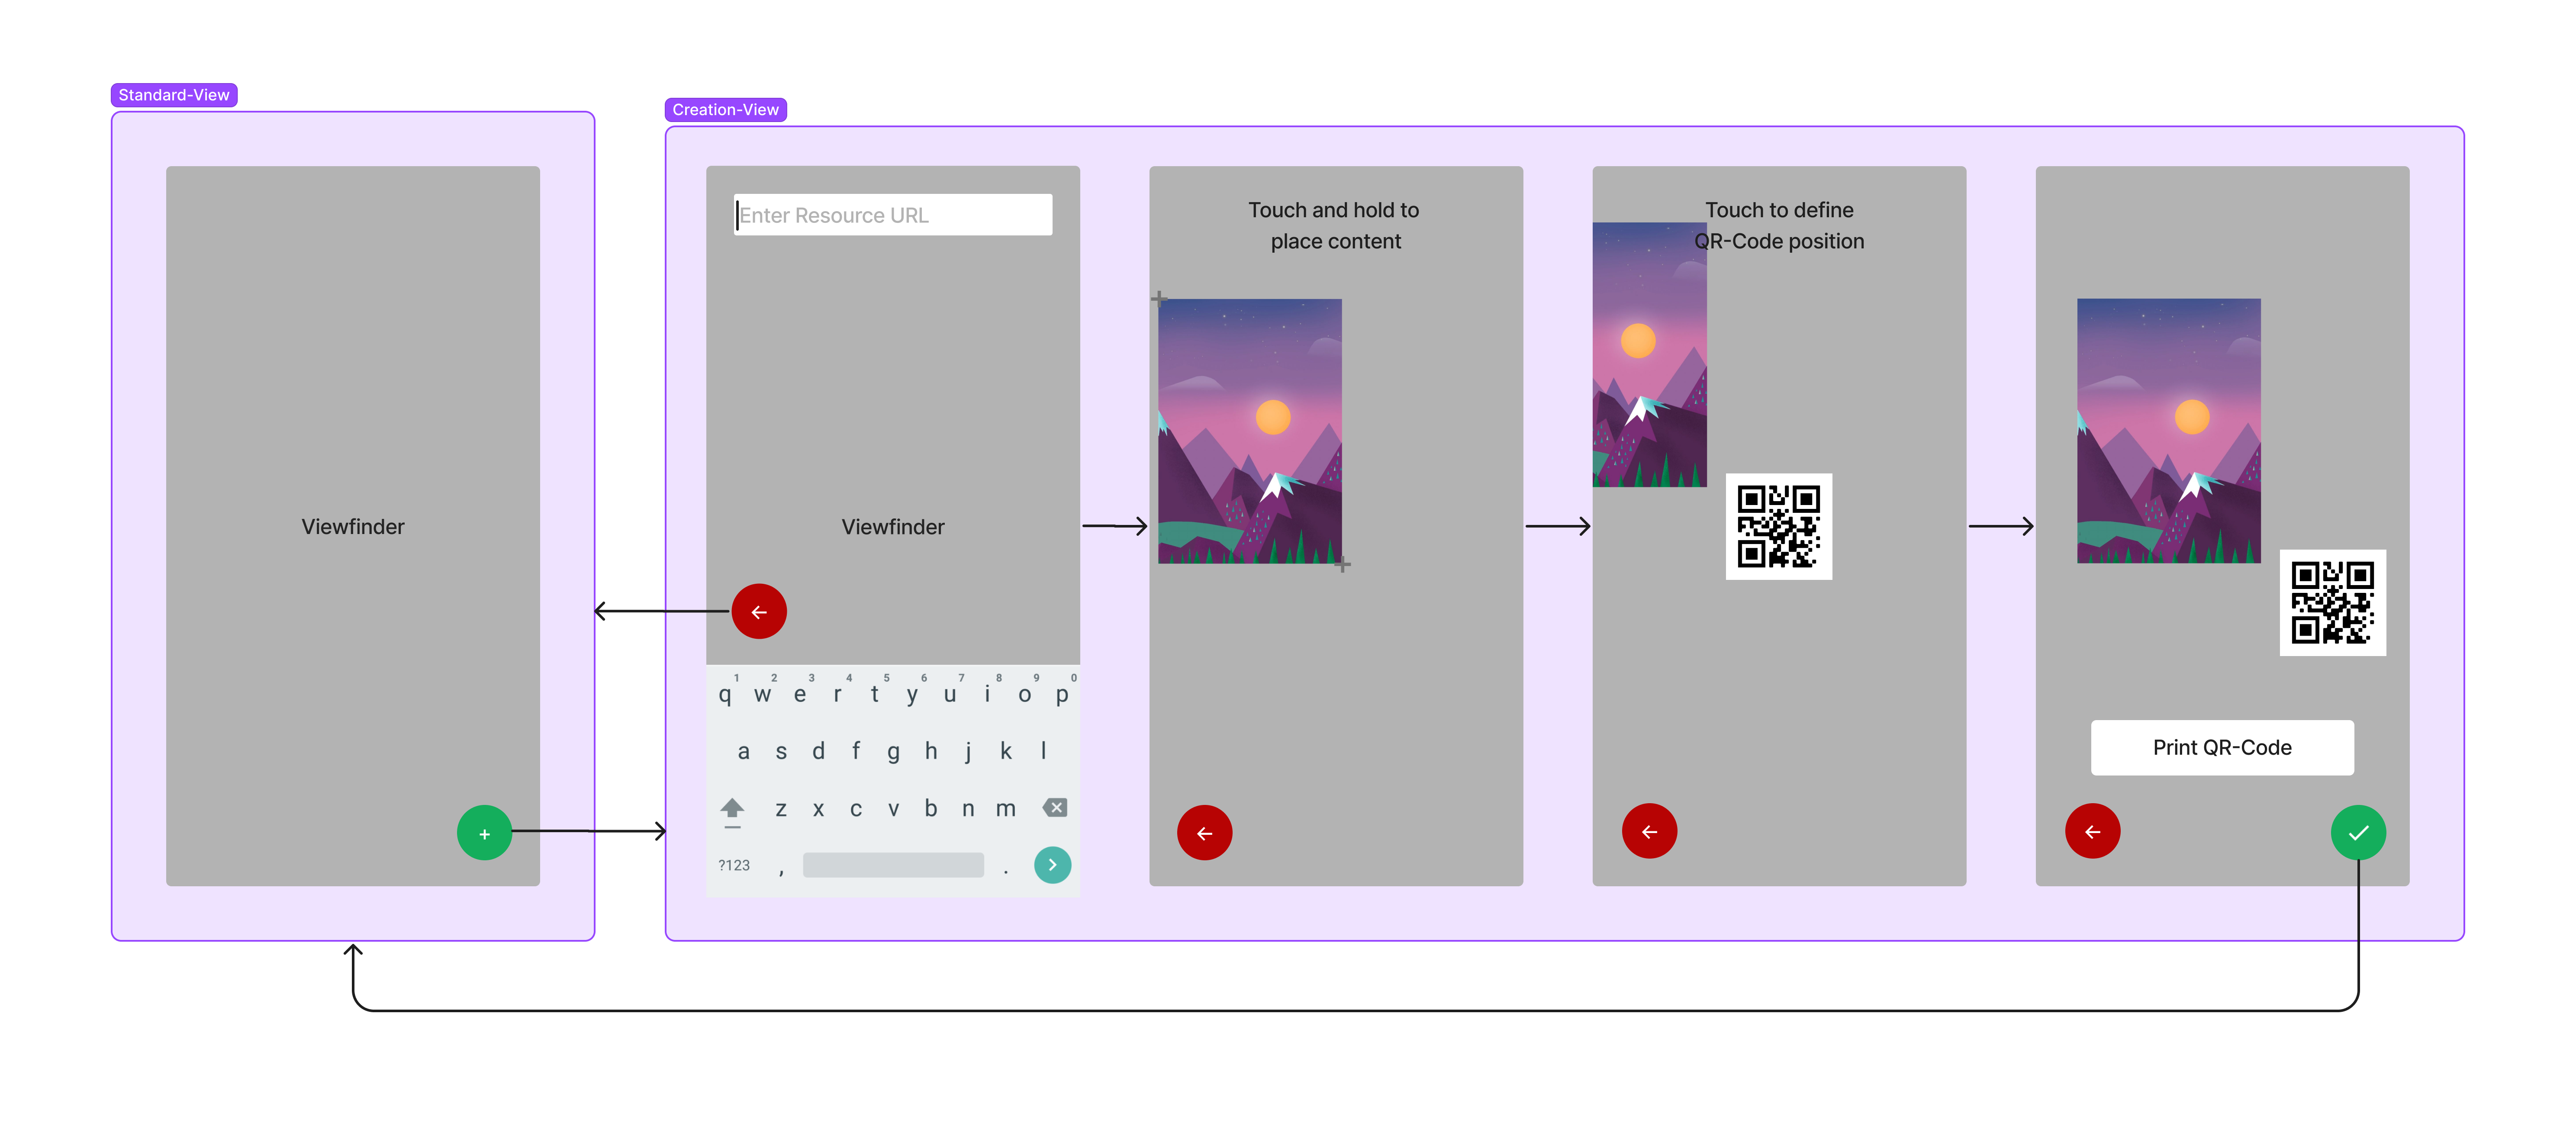 Standard-View
Viewfinder
+
Creation-View
Enter Resource URL
Viewfinder
1 2 3 4 5 6 7 8 9 0
q w e r t y u i o p
a s d f g h j k l
z x c v b n m
?123 , .
Touch and hold to
place content
Touch to define
QR-Code position
Print QR-Code